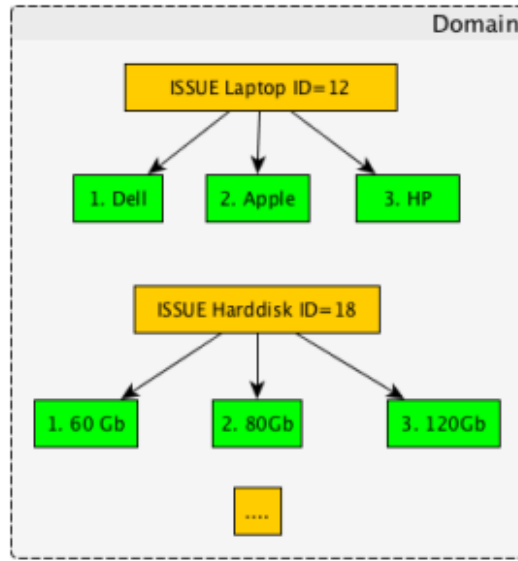 Domain
ISSUE Laptop ID=12
1. Dell
2. Apple
3. HP
ISSUE Harddisk ID=18
1. 60 Gb
2. 80Gb
3. 120Gb
....